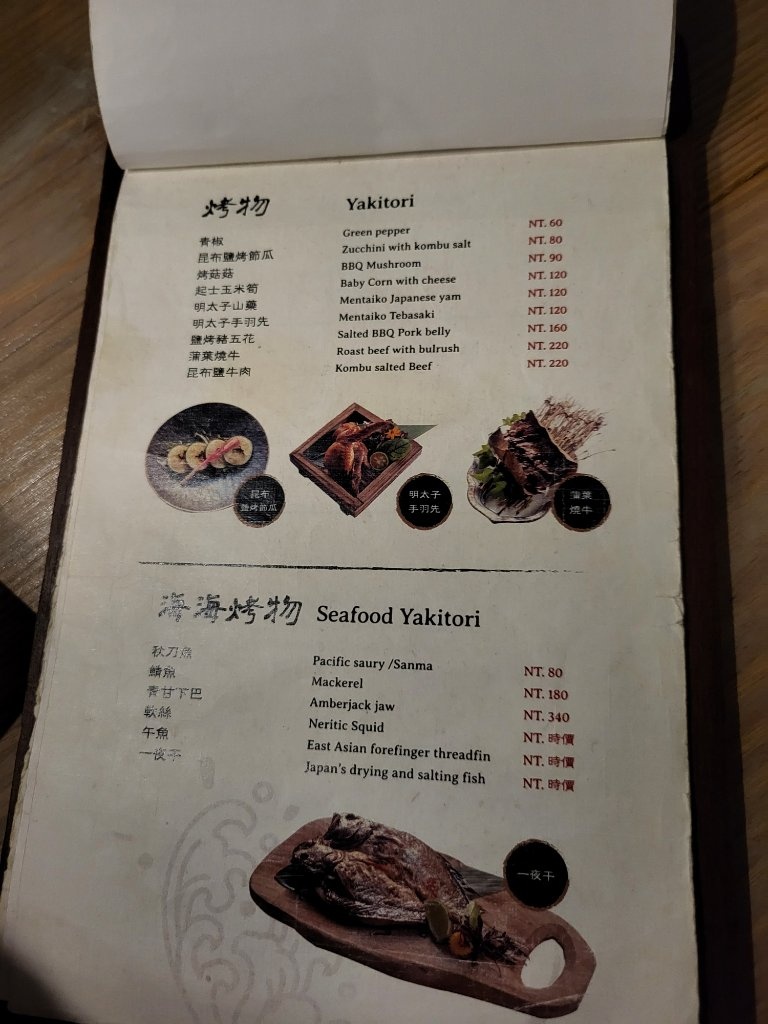 烤物 Yakitori
青椒 Green pepper NT. 60
昆布鹽烤節瓜 Zucchini with kombu salt NT. 80
烤菇菇 BBQ Mushroom NT. 90
起士玉米筍 Baby Corn with cheese NT. 120
明太子山藥 Mentaiko Japanese yam NT. 120
明太子手羽先 Mentaiko Tebasaki NT. 120
鹽烤豬五花 Salted BBQ Pork belly NT. 160
蒲葉燒牛 Roast beef with bulrush NT. 220
昆布鹽牛肉 Kombu salted Beef NT. 220
昆布
鹽烤節瓜
明太子
手羽先
蒲葉
燒牛
海海烤物 Seafood Yakitori
秋刀魚 Pacific saury /Sanma NT. 80
鯖魚 Mackerel NT. 180
青甘下巴 Amberjack jaw NT. 340
軟絲 Neritic Squid NT. 時價
午魚 East Asian forefinger threadfin NT. 時價
一夜干 Japan's drying and salting fish NT. 時價
一夜干